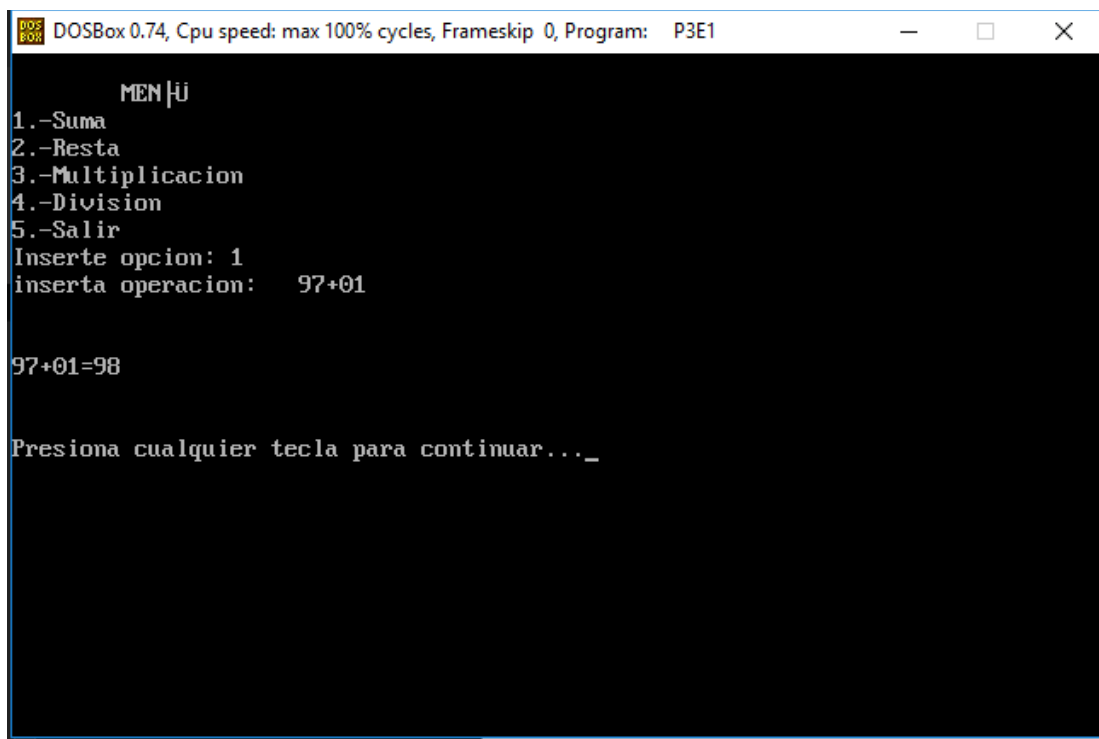 DOS BOX DOSBox 0.74, Cpu speed: max 100% cycles, Frameskip 0, Program: P3E1
MEN├Ü
1.-Suma
2.-Resta
3.-Multiplicacion
4.-Division
5.-Salir
Inserte opcion: 1
inserta operacion: 97+01
97+01=98
Presiona cualquier tecla para continuar..._